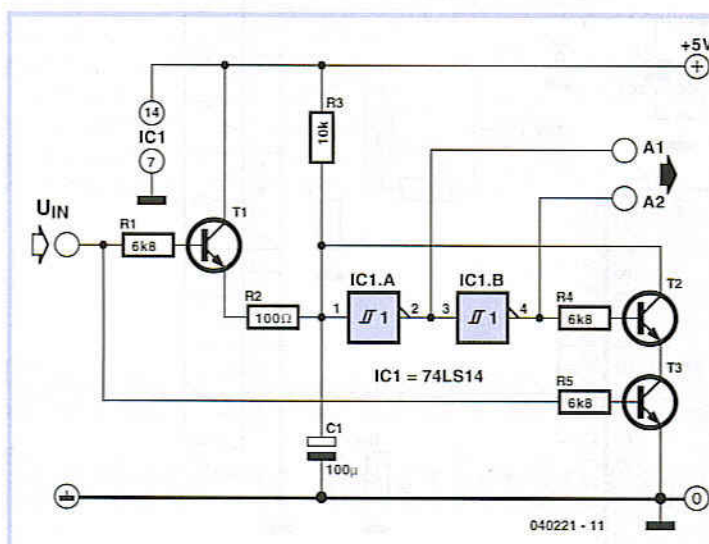 +5V
+
R3
10k
14
IC1
7
A1
A2
UIN
R1
6k8
T1
R2
100Ω
1
IC1.A
1
2
3
IC1.B
1
4
R4
6k8
T2
IC1 = 74LS14
R5
6k8
T3
C1
100µ
0
040221 - 11